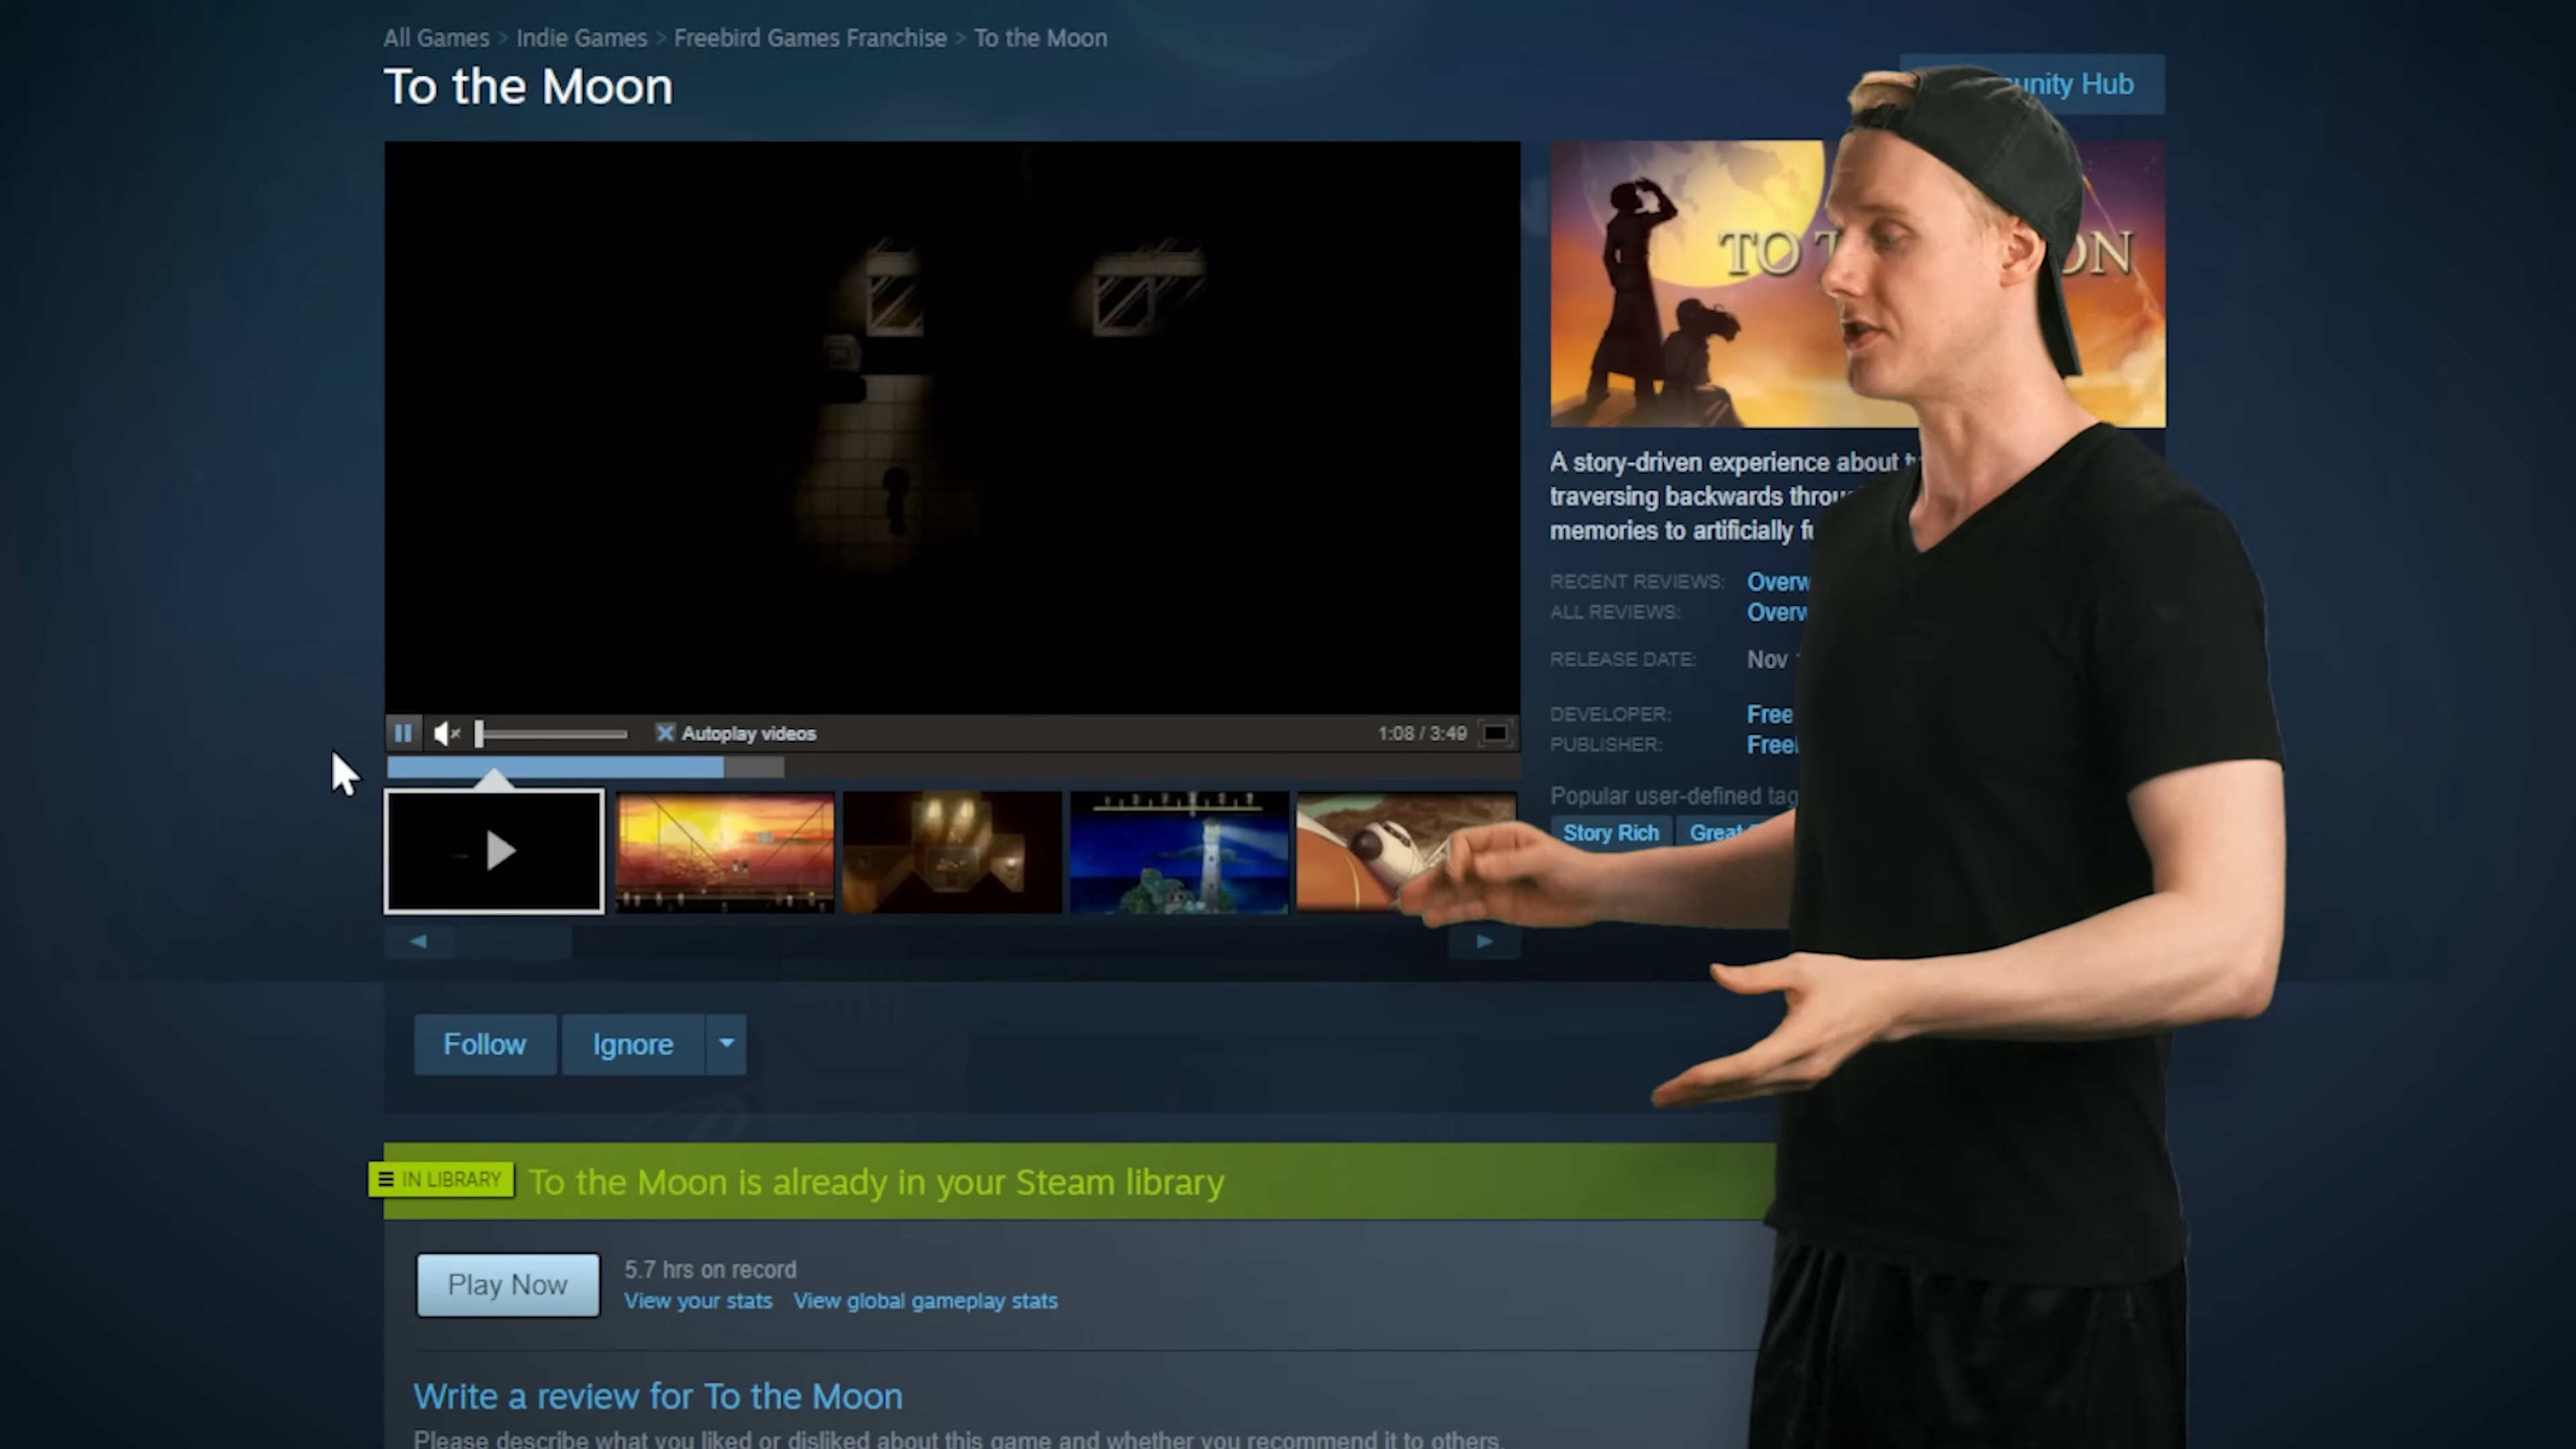 All Games > Indie Games > Freebird Games Franchise > To the Moon
To the Moon
unity Hub
TO T ON
A story-driven experience about
traversing backwards
memories to artificially
RECENT REVIEWS:
ALL REVIEWS:
RELEASE DATE: Nov
DEVELOPER: Free
PUBLISHER: Free
Popular user-defined tag
Story Rich Great
Autoplay videos 1:08 / 3:49
Follow Ignore
IN LIBRARY To the Moon is already in your Steam library
Play Now 5.7 hrs on record
View your stats View global gameplay stats
Write a review for To the Moon
Please describe what you liked or disliked about this game and whether you recommend it to others.